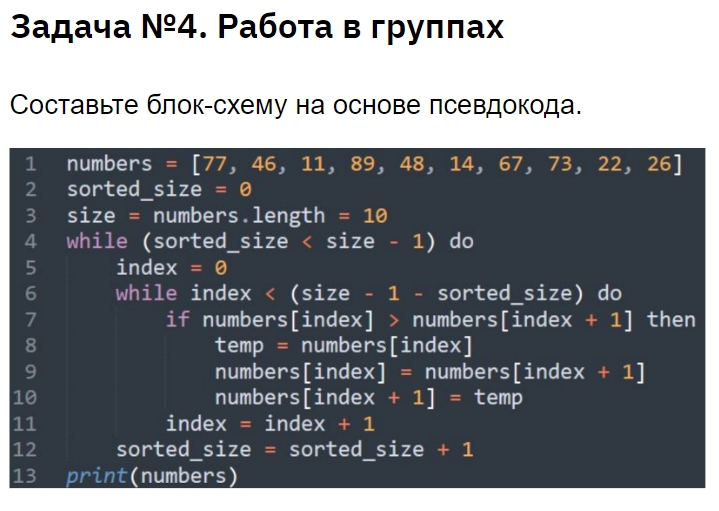 Задача №4. Работа в группах
Составьте блок-схему на основе псевдокода.
1 numbers = [77, 46, 11, 89, 48, 14, 67, 73, 22, 26]
2 sorted_size = 0
3 size = numbers.length = 10
4 while (sorted_size < size - 1) do
5 index = 0
6 while index < (size - 1 - sorted_size) do
7 if numbers[index] > numbers[index + 1] then
8 temp = numbers[index]
9 numbers[index] = numbers[index + 1]
10 numbers[index + 1] = temp
11 index = index + 1
12 sorted_size = sorted_size + 1
13 print(numbers)